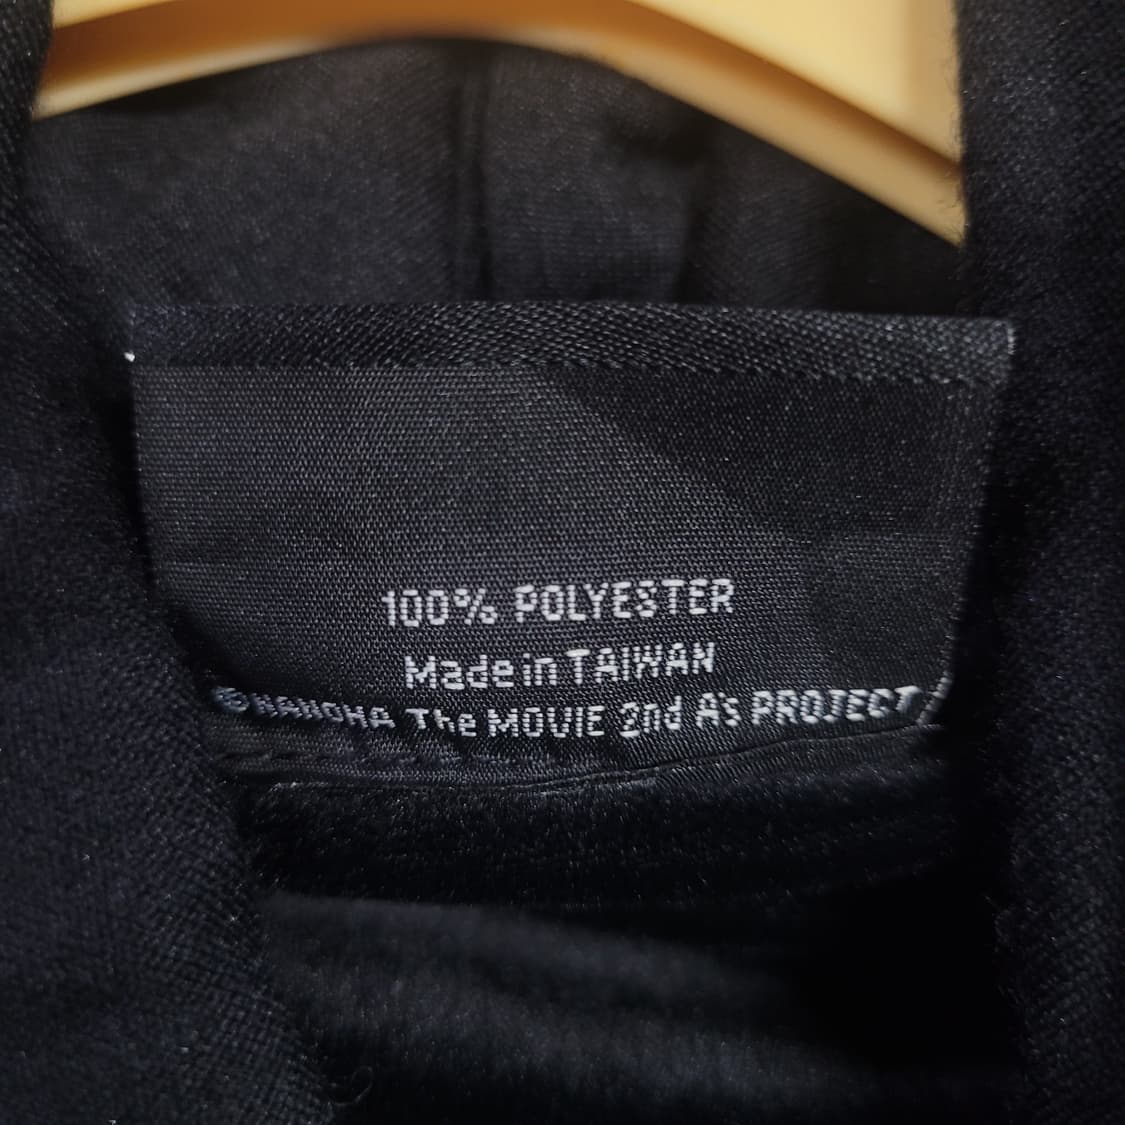 100% POLYESTER
Made in TAIWAN
©NANOHA The MOVIE 2nd A's PROJECT